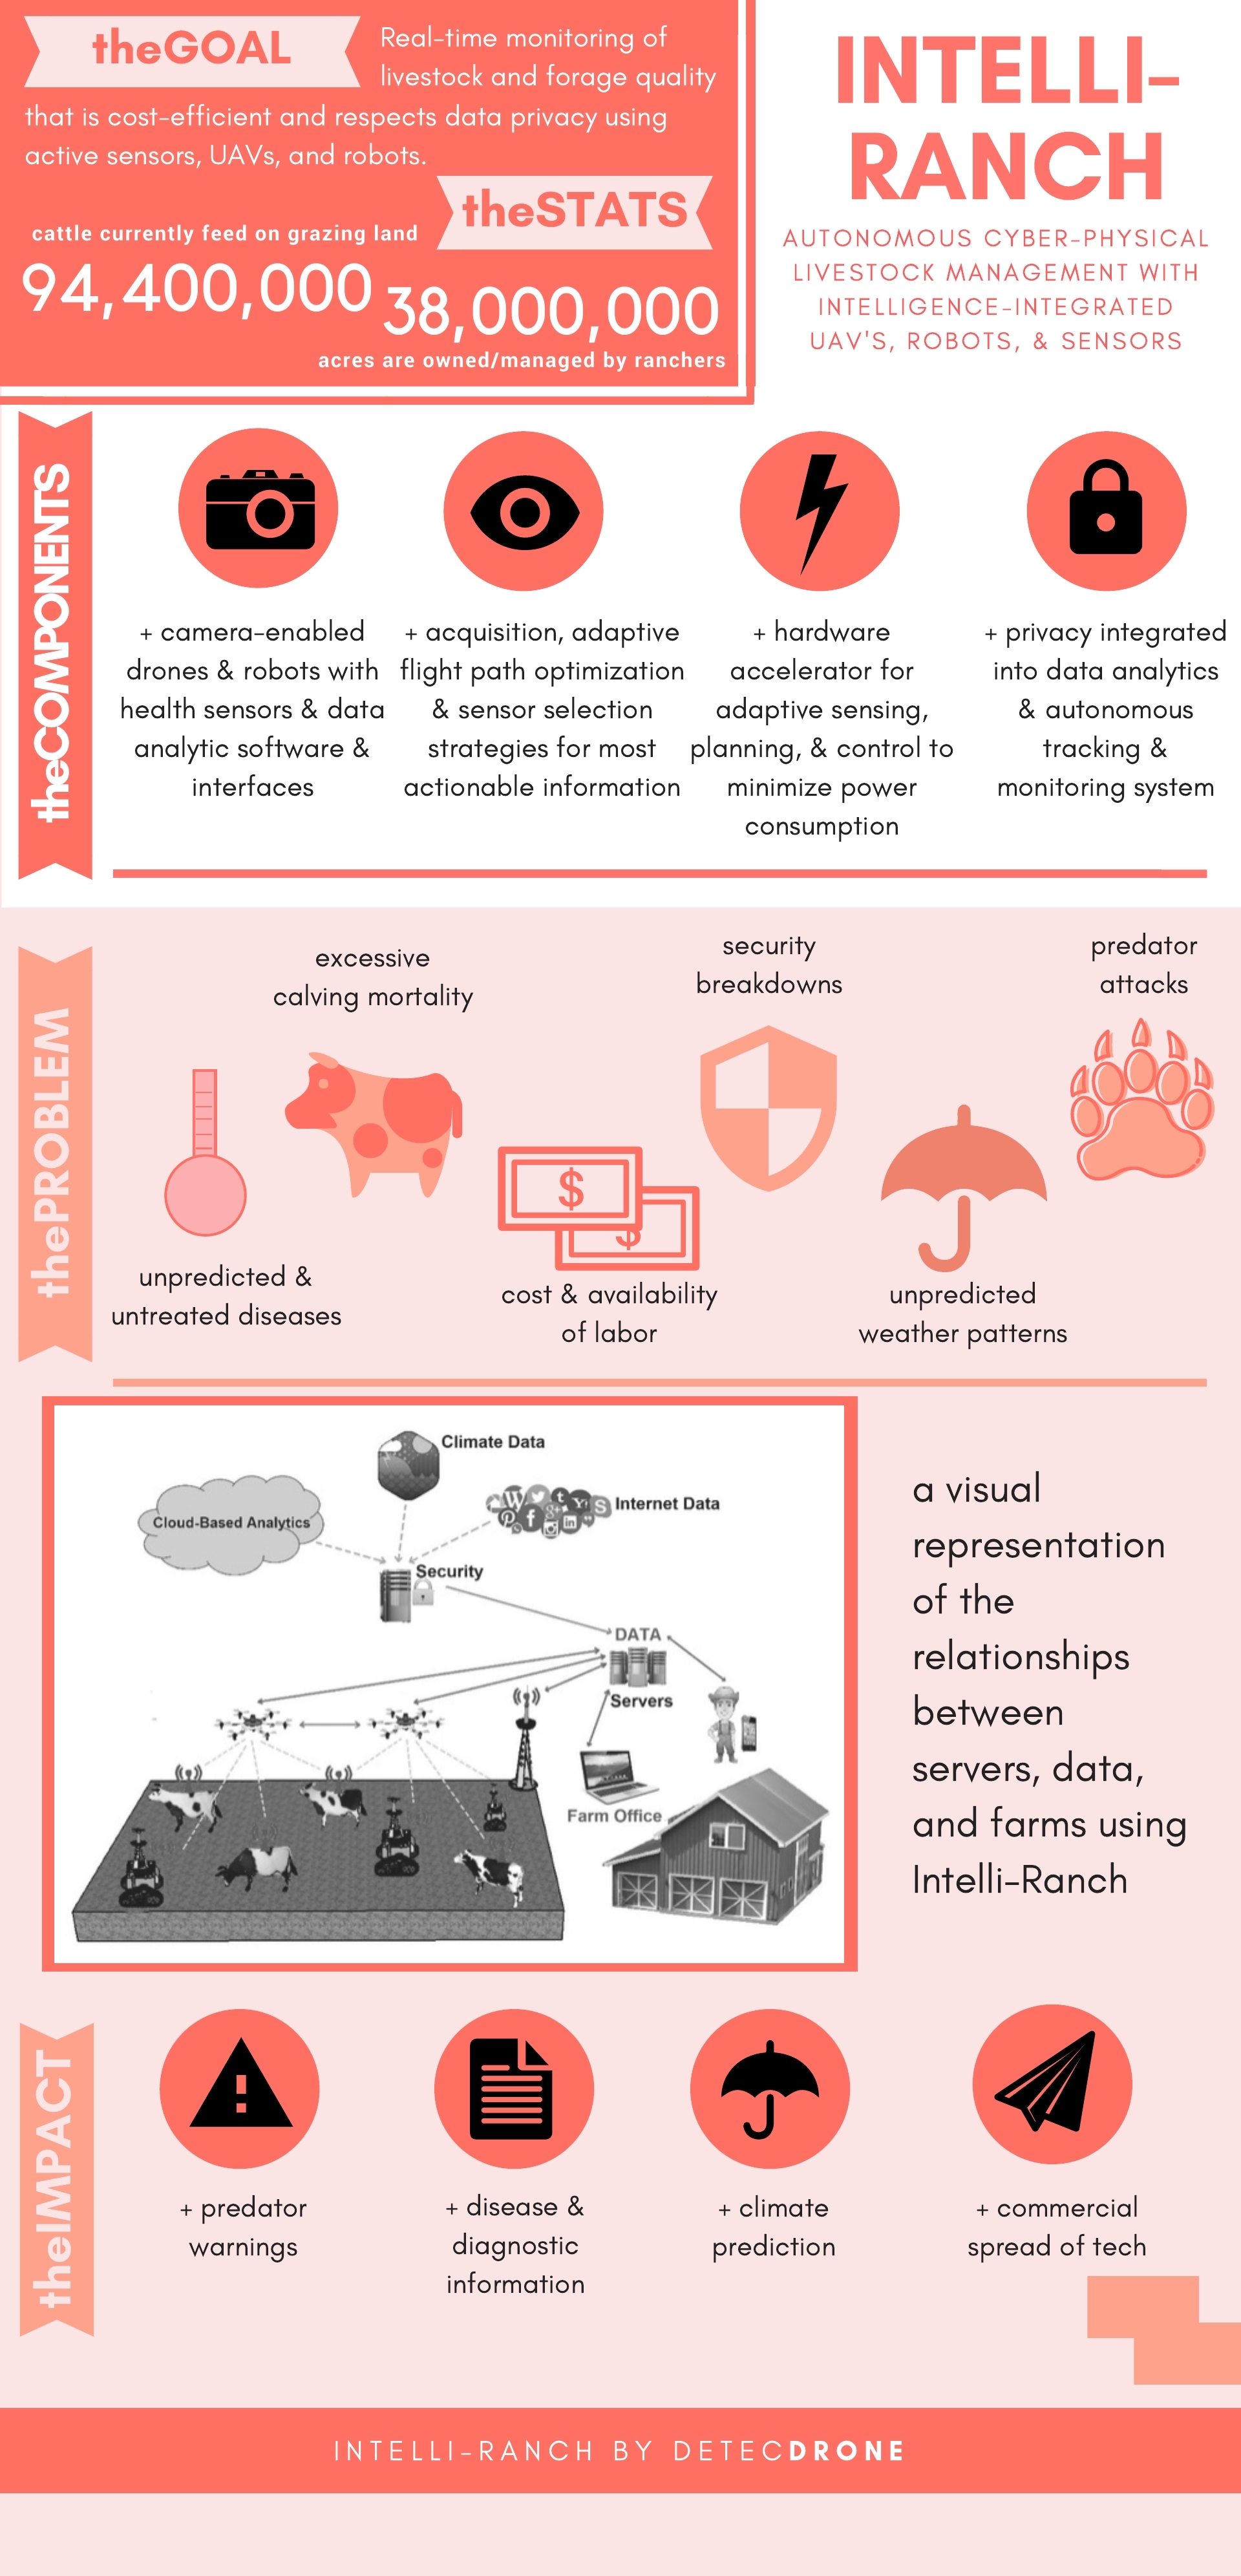 theGOAL
Real-time monitoring of
livestock and forage quality
that is cost-efficient and respects data privacy using
active sensors, UAVs, and robots.
theSTATS
cattle currently feed on grazing land
94,400,000
38,000,000
acres are owned/managed by ranchers
INTELLI-
RANCH
AUTONOMOUS CYBER-PHYSICAL
LIVESTOCK MANAGEMENT WITH
INTELLIGENCE-INTEGRATED
UAV'S, ROBOTS, & SENSORS
theCOMPONENTS
+ camera-enabled
drones & robots with
health sensors & data
analytic software &
interfaces
+ acquisition, adaptive
flight path optimization
& sensor selection
strategies for most
actionable information
+ hardware
accelerator for
adaptive sensing,
planning, & control to
minimize power
consumption
+ privacy integrated
into data analytics
& autonomous
tracking &
monitoring system
thePROBLEM
excessive
calving mortality
security
breakdowns
predator
attacks
$
$
unpredicted &
untreated diseases
cost & availability
of labor
unpredicted
weather patterns
Climate Data
Cloud-Based Analytics
Internet Data
Security
DATA
Servers
Farm Office
a visual
representation
of the
relationships
between
servers, data,
and farms using
Intelli-Ranch
theIMPACT
+ predator
warnings
+ disease &
diagnostic
information
+ climate
prediction
+ commercial
spread of tech
INTELLI-RANCH BY DETECDRONE